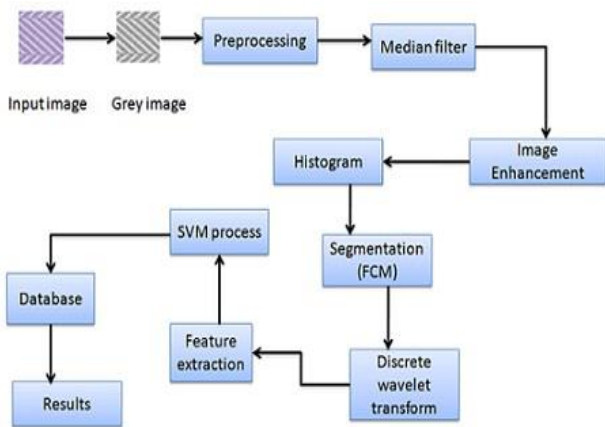 Input image
Grey image
Preprocessing
Median filter
Image
Enhancement
Histogram
Segmentation
(FCM)
Discrete
wavelet
transform
Feature
extraction
SVM process
Database
Results